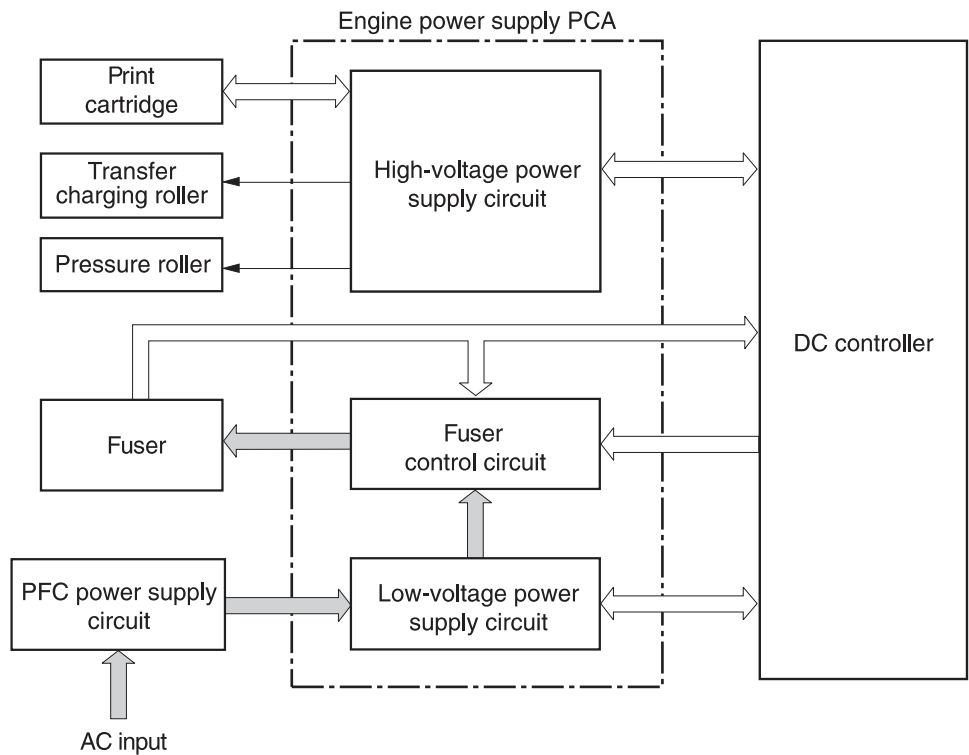 Engine power supply PCA
Print
cartridge
Transfer
charging roller
Pressure roller
High-voltage power
supply circuit
DC controller
Fuser
Fuser
control circuit
PFC power supply
circuit
Low-voltage power
supply circuit
AC input